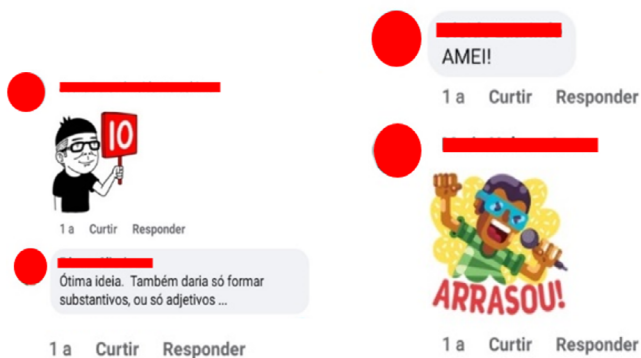 10
1 a Curtir Responder
Ótima ideia. Também daria só formar
substantivos, ou só adjetivos ...
1 a Curtir Responder
AMEI!
1 a Curtir Responder
ARRASOU!
1 a Curtir Responder